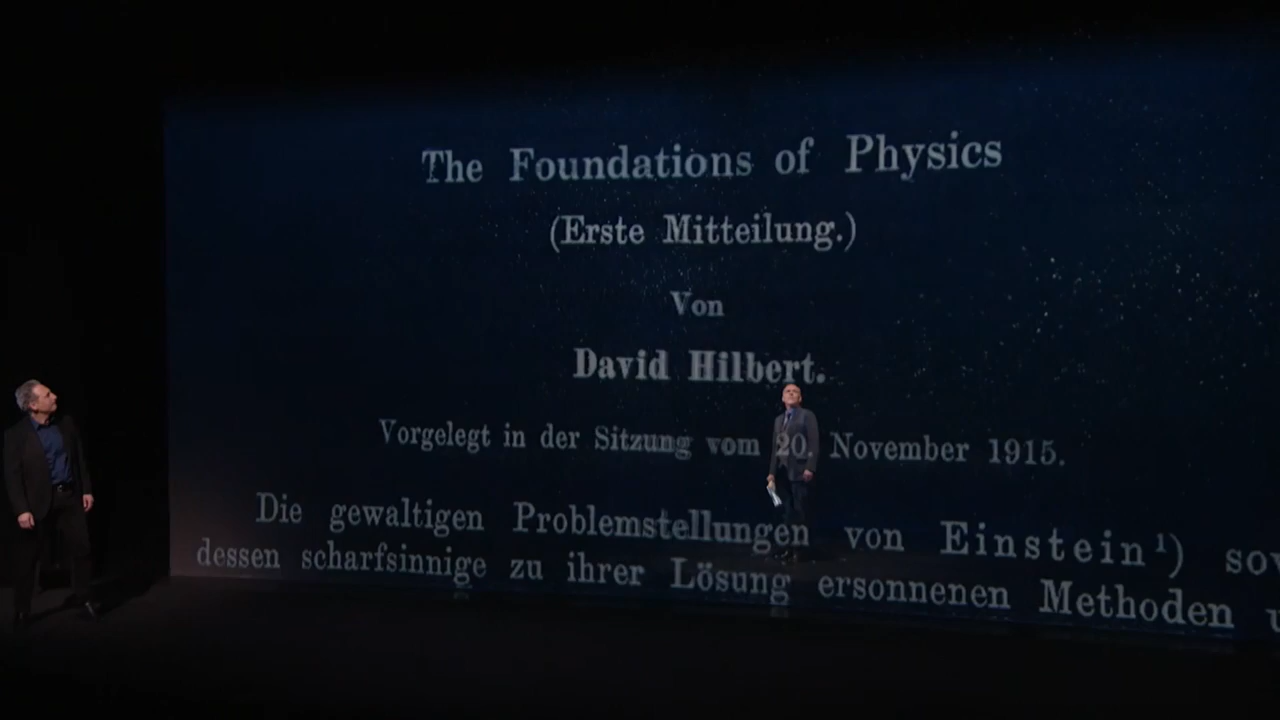 The Foundations of Physics
(Erste Mitteilung.)
Von
David Hilbert.
Vorgelegt in der Sitzung vom 20. November 1915.
Die gewaltigen Problemstellungen von Einstein¹)
dessen scharfsinnige zu ihrer Lösung ersonnenen Methoden